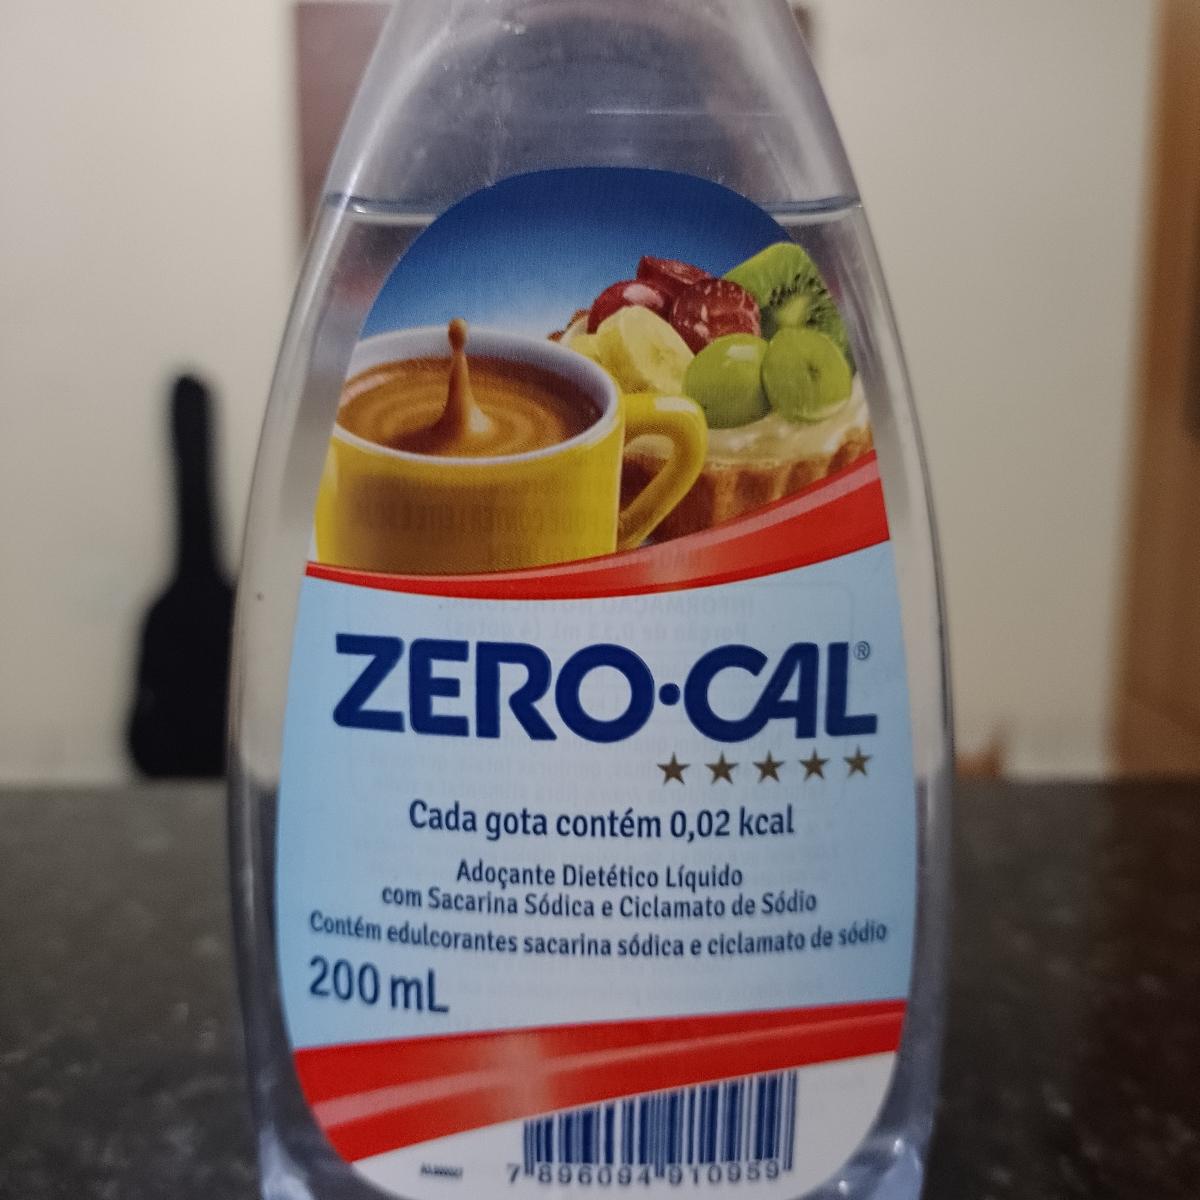 ZERO·CAL®
Cada gota contém 0,02 kcal
Adoçante Dietético Líquido
com Sacarina Sódica e Ciclamato de Sódio
Contém edulcorantes sacarina sódica e ciclamato de sódio
200 mL
7 896094 910959